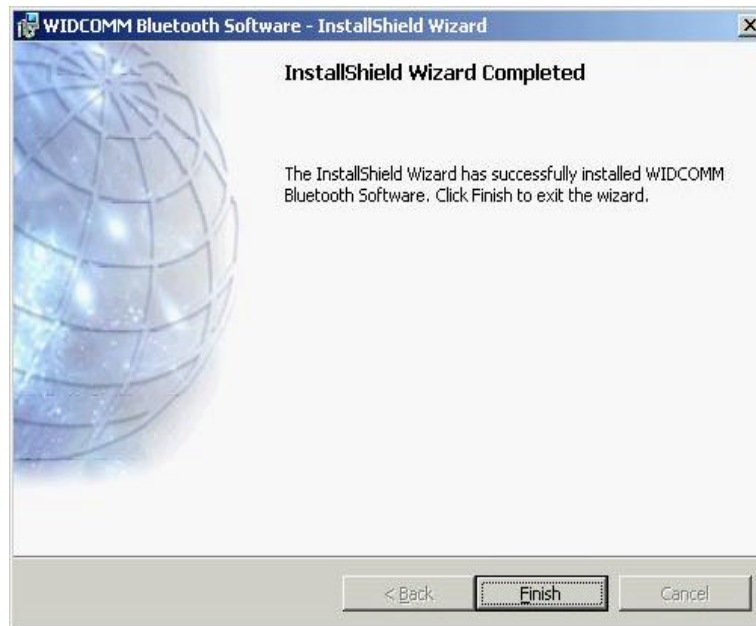 WIDCOMM Bluetooth Software - InstallShield Wizard
InstallShield Wizard Completed
The InstallShield Wizard has successfully installed WIDCOMM
Bluetooth Software. Click Finish to exit the wizard.
< Back Finish Cancel